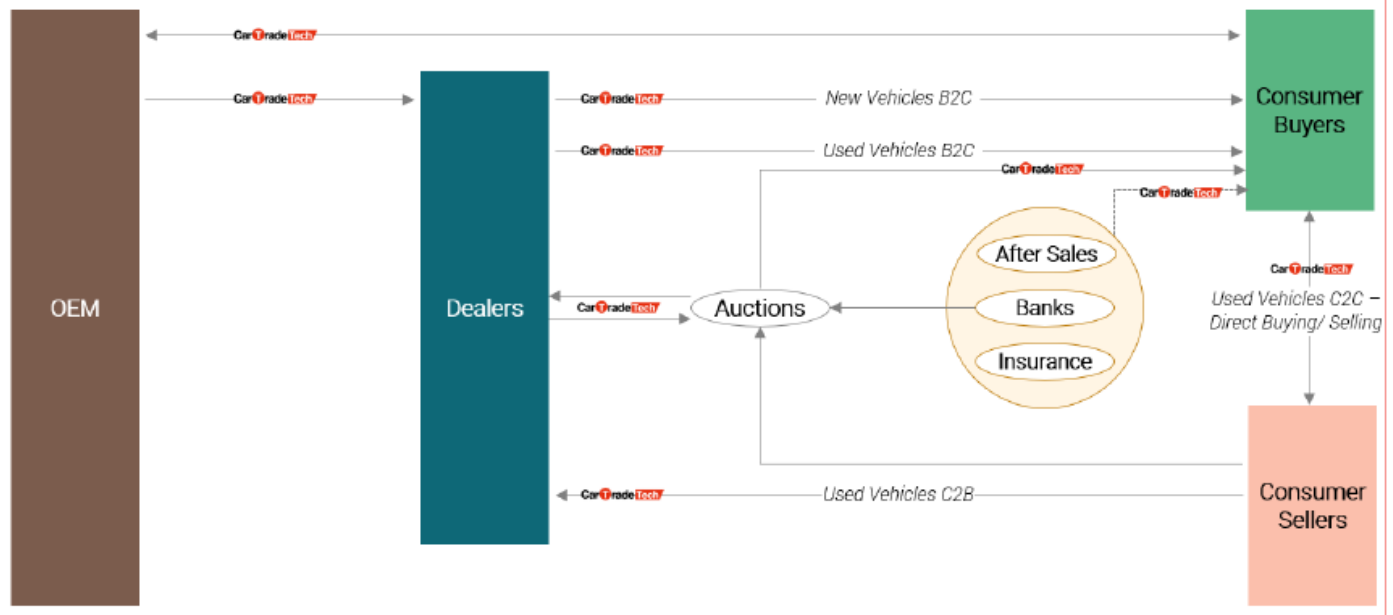 CarTradeTech
CarTradeTech
CarTradeTech
New Vehicles B2C
Consumer
Buyers
CarTradeTech
Used Vehicles B2C
CarTradeTech
CarTradeTech
After Sales
CarTradeTech
OEM
Dealers
CarTradeTech
Auctions
Banks
Used Vehicles C2C –
Direct Buying/ Selling
Insurance
CarTradeTech
Used Vehicles C2B
Consumer
Sellers